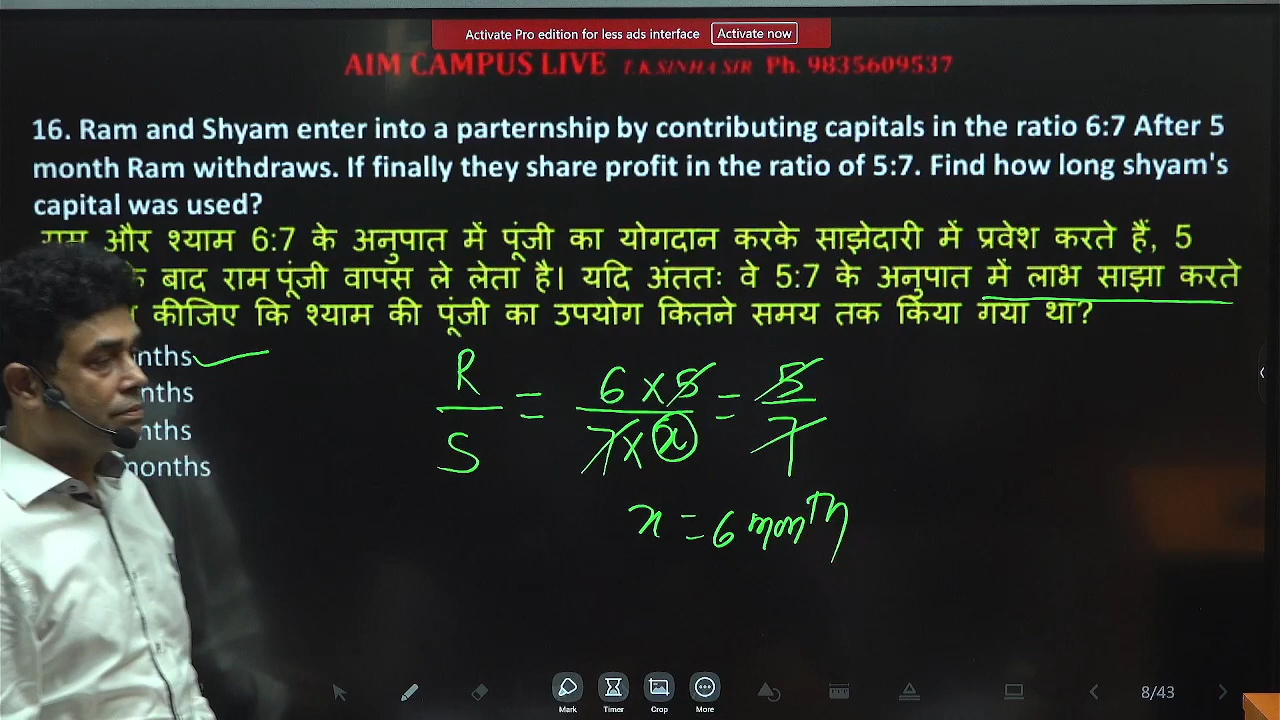 Activate Pro edition for less ads interface Activate now
AIM CAMPUS LIVE T.K SINHA SIR Ph. 9835609537
16. Ram and Shyam enter into a parternship by contributing capitals in the ratio 6:7 After 5
month Ram withdraws. If finally they share profit in the ratio of 5:7. Find how long shyam's
capital was used?
और श्याम 6:7 के अनुपात में पूंजी का योगदान करके साझेदारी में प्रवेश करते हैं, 5
बाद राम पूंजी वापस ले लेता है। यदि अंततः वे 5:7 के अनुपात में लाभ साझा करते
कीजिए कि श्याम की पूंजी का उपयोग कितने समय तक किया गया था?
nths
nths
nths
months
R/S = 6 x 5/7 x x = 5/7
x = 6 month
Mark Timer Crop More
8/43